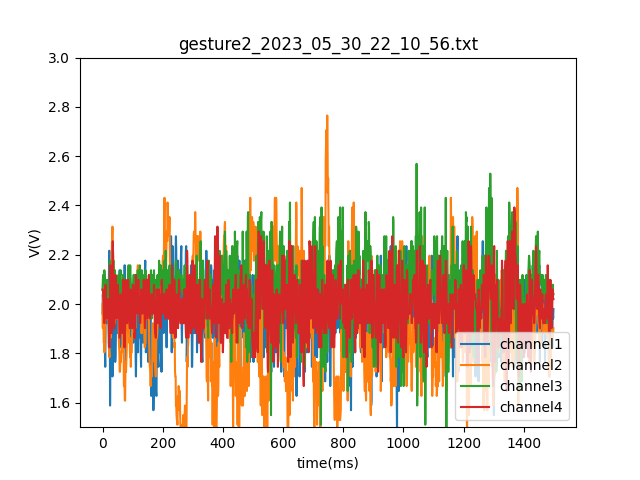 gesture2_2023_05_30_22_10_56.txt
3.0
2.8
2.6
2.4
2.2
2.0
1.8
1.6
V(V)
channel1
channel2
channel3
channel4
0 200 400 600 800 1000 1200 1400
time(ms)